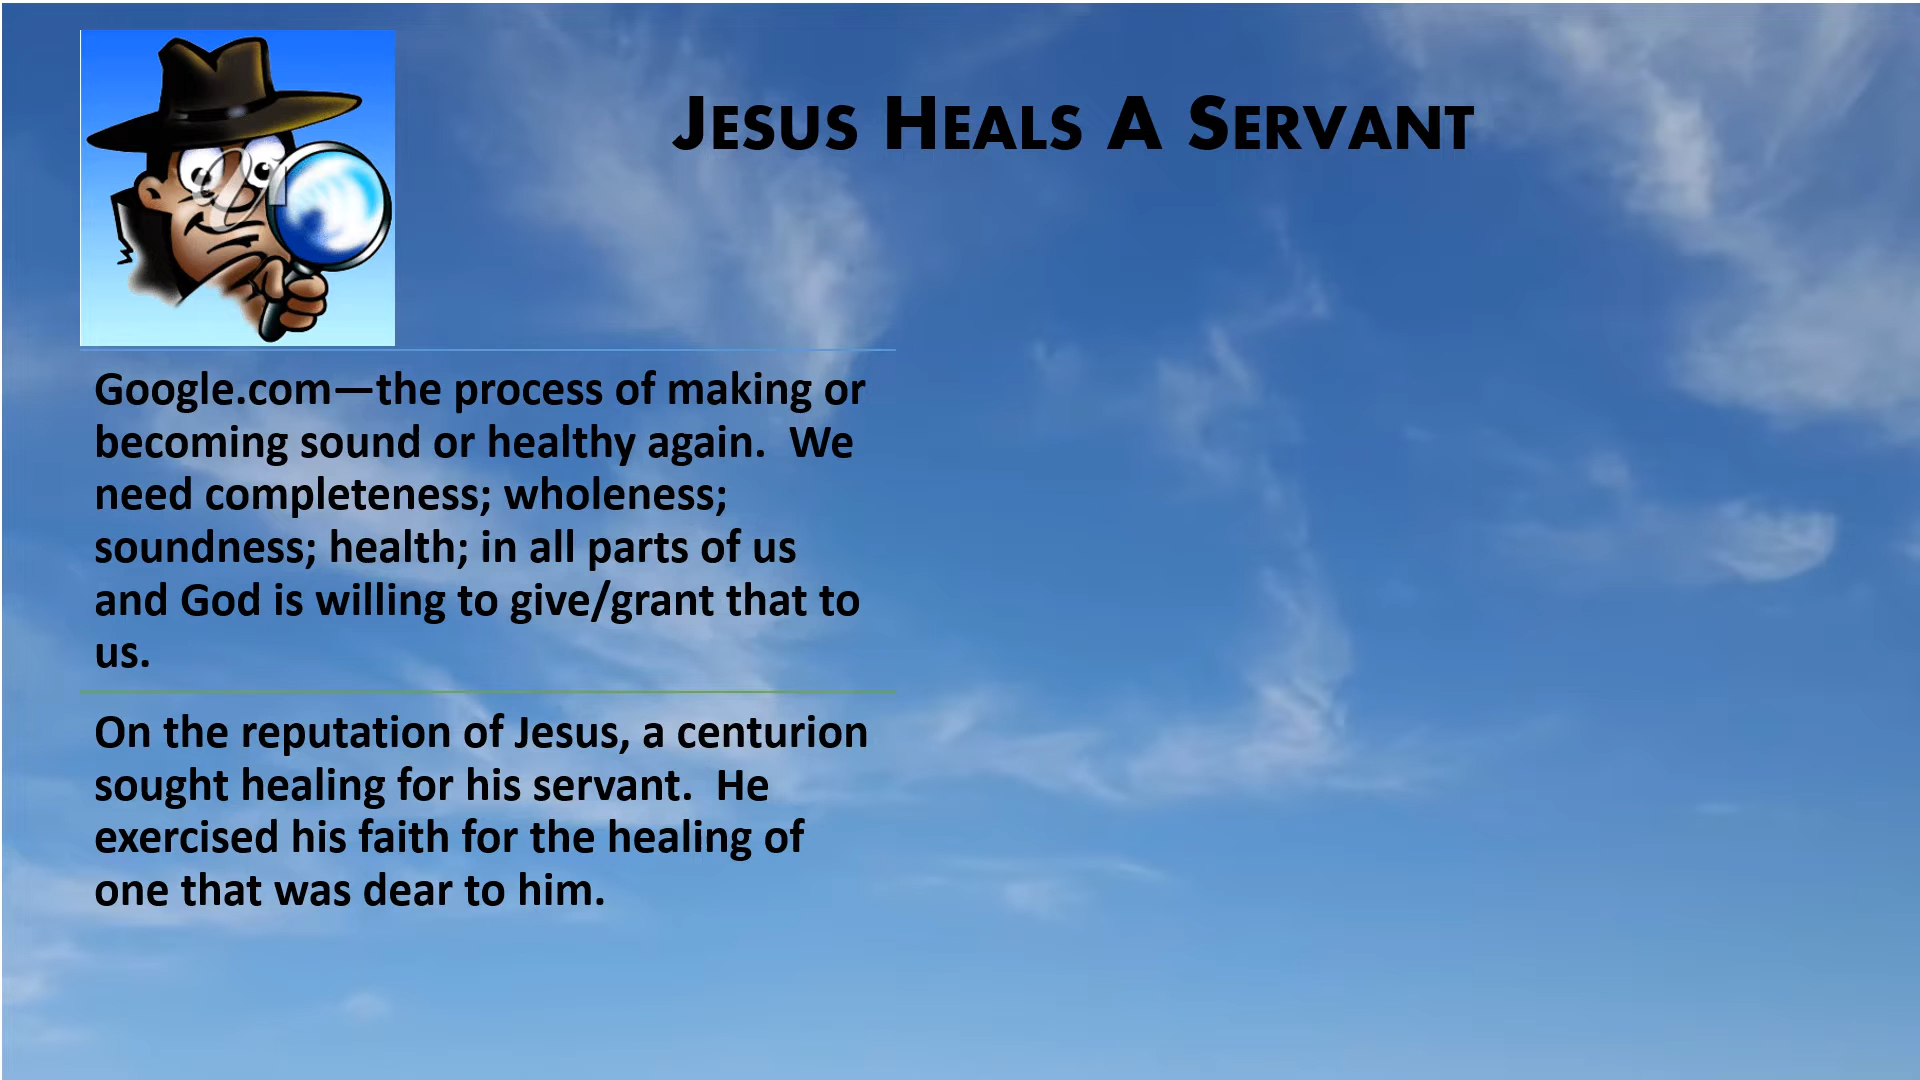 Jesus Heals A Servant
Google.com—the process of making or
becoming sound or healthy again.  We
need completeness; wholeness;
soundness; health; in all parts of us
and God is willing to give/grant that to
us.
On the reputation of Jesus, a centurion
sought healing for his servant.  He
exercised his faith for the healing of
one that was dear to him.